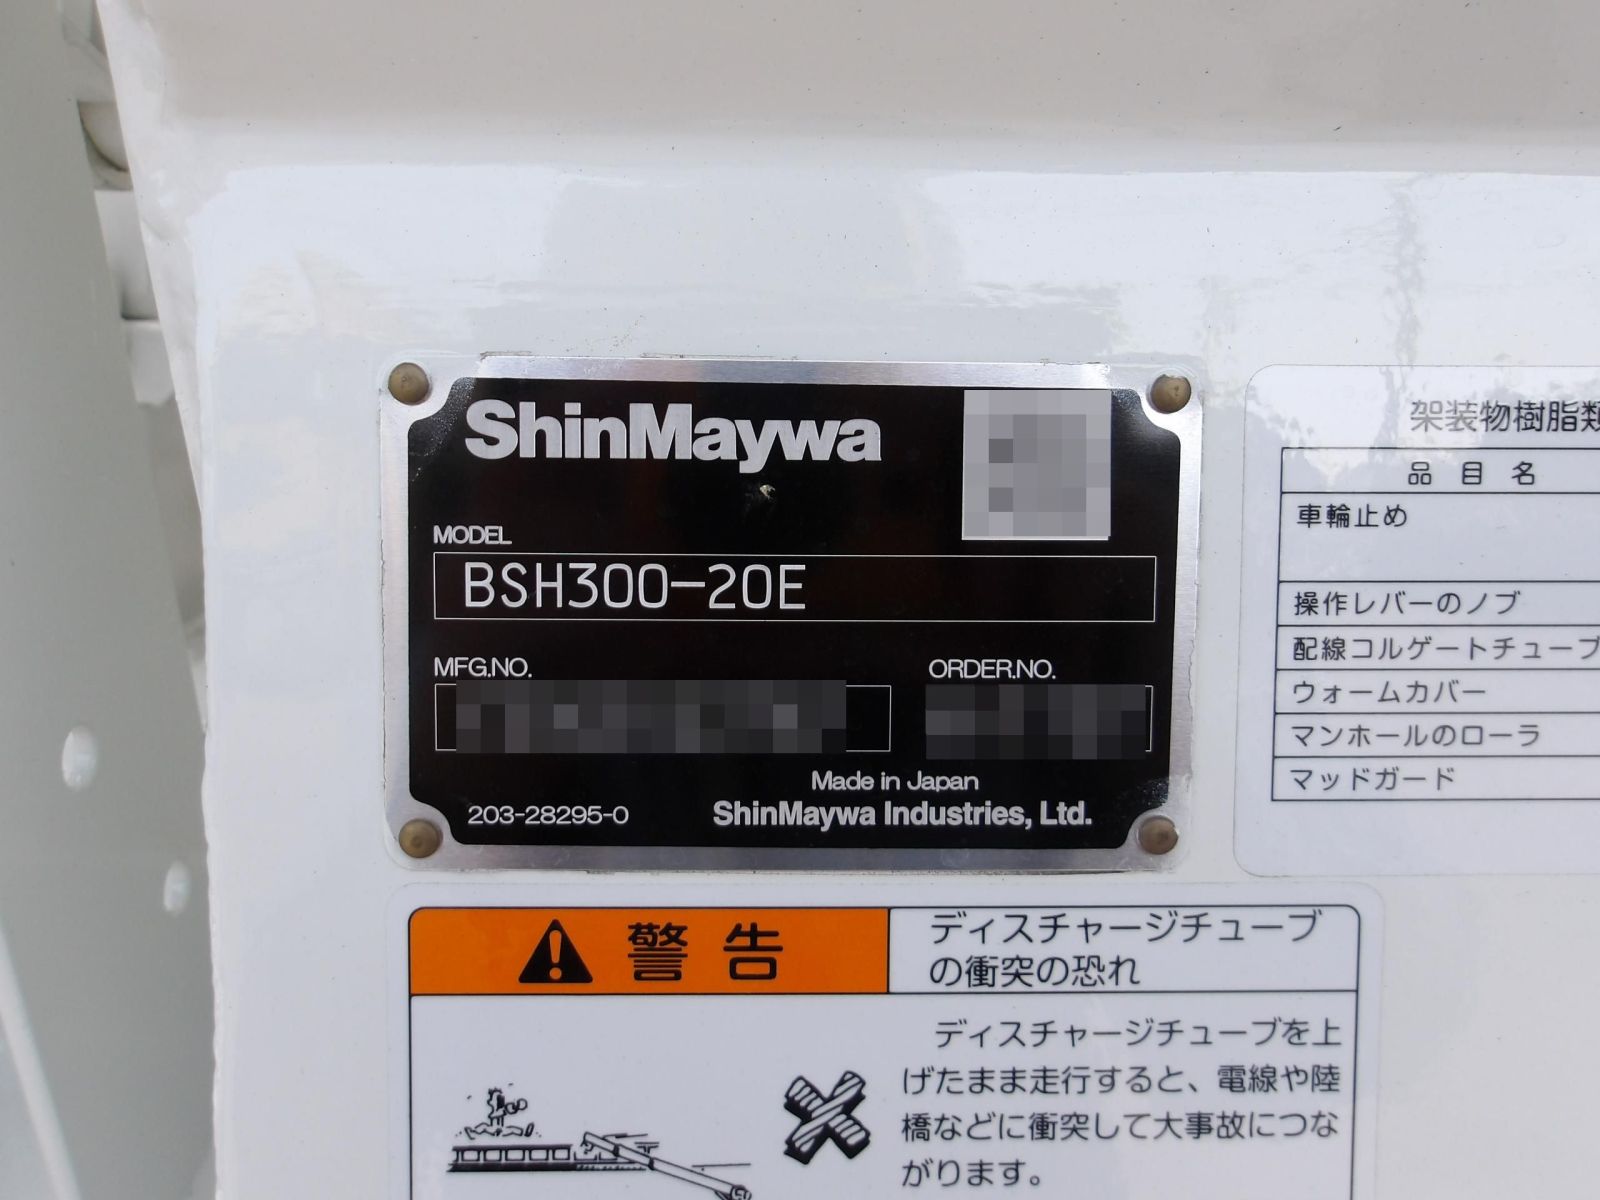 ShinMaywa
MODEL
BSH300-20E
MFG.NO.
ORDER.NO.
Made in Japan
203-28295-0
ShinMaywa Industries, Ltd.
架装物樹脂類
品目名
車輪止め
操作レバーのノブ
配線コルゲートチューブ
ウォームカバー
マンホールのローラ
マッドガード
警告
ディスチャージチューブ
の衝突の恐れ
ディスチャージチューブを上
げたまま走行すると、電線や陸
橋などに衝突して大事故につな
がります。